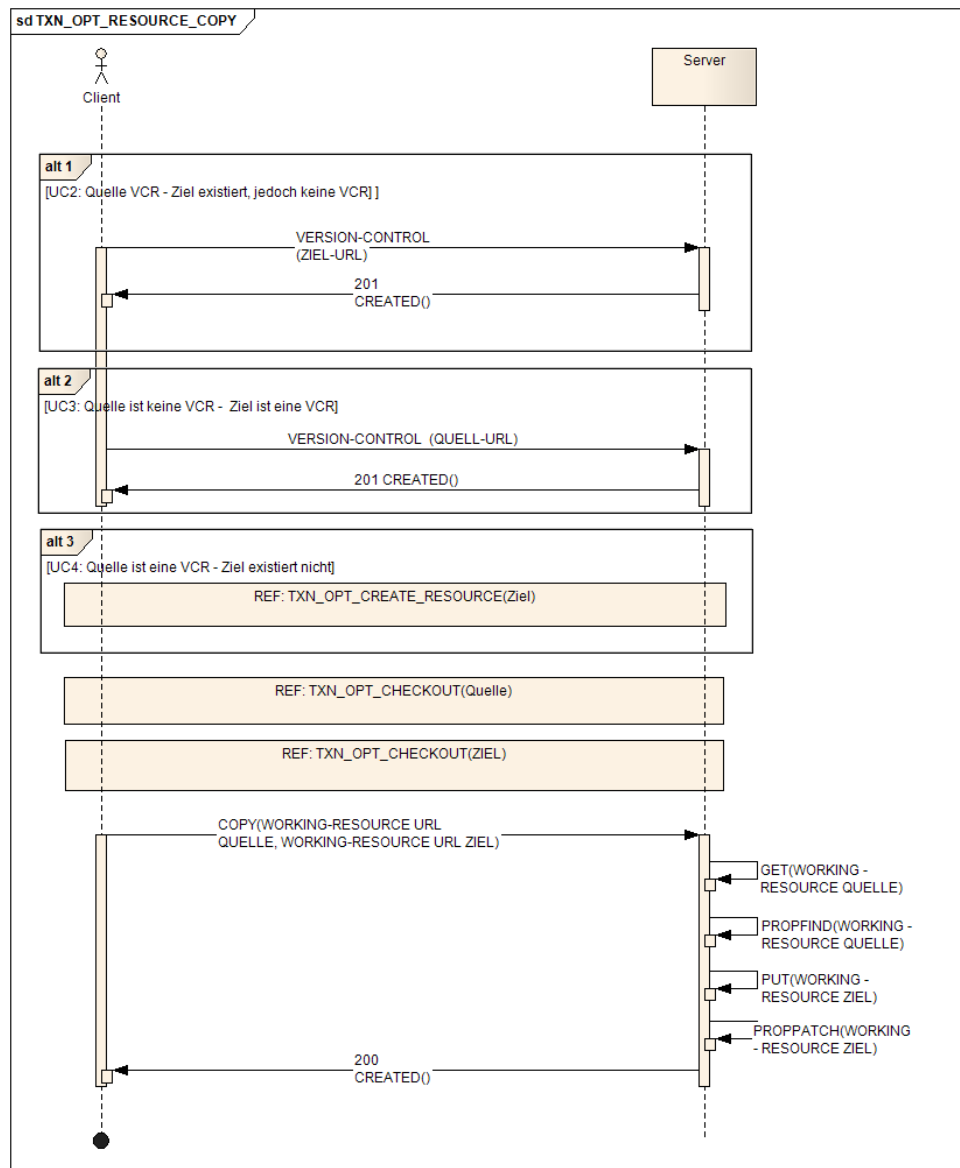 sd TXN_OPT_RESOURCE_COPY
Client
Server
alt 1
[UC2: Quelle VCR - Ziel existiert, jedoch keine VCR] ]
VERSION-CONTROL
(ZIEL-URL)
201
CREATED()
alt 2
[UC3: Quelle ist keine VCR -  Ziel ist eine VCR]
VERSION-CONTROL  (QUELL-URL)
201 CREATED()
alt 3
[UC4: Quelle ist eine VCR - Ziel existiert nicht]
REF: TXN_OPT_CREATE_RESOURCE(Ziel)
REF: TXN_OPT_CHECKOUT(Quelle)
REF: TXN_OPT_CHECKOUT(ZIEL)
COPY(WORKING-RESOURCE URL
QUELLE, WORKING-RESOURCE URL ZIEL)
GET(WORKING -
RESOURCE QUELLE)
PROPFIND(WORKING -
RESOURCE QUELLE)
PUT(WORKING -
RESOURCE ZIEL)
PROPPATCH(WORKING
- RESOURCE ZIEL)
200
CREATED()